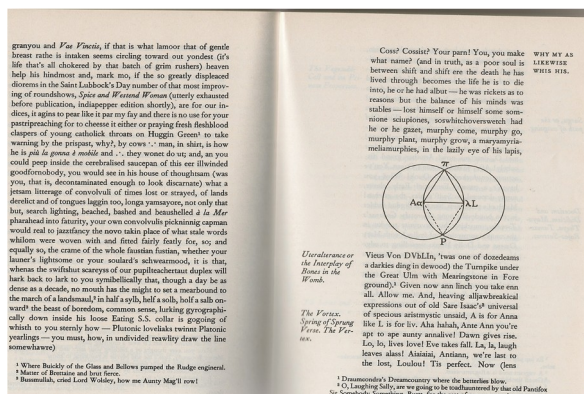 granyou and Vae Vinctis, if that is what lamoor that of gentle
breast rathe is intaken seems circling toward out yondest (it's
life that's all chokered by that batch of grim rushers) heaven
help his hindmost and, mark mo, if the so greatly displeaced
diorems in the Saint Lubbock's Day number of that most improv-
ing of roundshows, Spice and Westend Woman (utterly exhausted
before publication, indiapepper edition shortly), are for our in-
dices, it agins to pear like it par my fay and there is no use for your
pastripreaching for to cheesse it either or praying fresh fleshblood
claspers of young catholick throats on Huggin Green¹ to take
warning by the prispast, why?, by cows ∵ man, in shirt, is how
he is più la gonna è mobile and ∴ they wonet do ut; and, an you
could peep inside the cerebralised saucepan of this eer illwinded
goodfornobody, you would see in his house of thoughtsam (was
you, that is, decontaminated enough to look discarnate) what a
jetsam litterage of convolvuli of times lost or strayed, of lands
derelict and of tongues laggin too, longa yamsayore, not only that
but, search lighting, beached, bashed and beaushelled à la Mer
pharahead into faturity, your own convolvulis pickninnig capman
would real to jazztfancy the novo takin place of what stale words
whilom were woven with and fitted fairly featly for, so; and
equally so, the crame of the whole faustian fustian, whether your
launer's lightsome or your soulard's schwearmood, it is that,
whenas the swiftshut scareyss of our pupilteachertaut duplex will
hark back to lark to you symibellically that, though a day be as
dense as a decade, no mouth has the might to set a mearbound to
the march of a landsmaul,² in half a sylb, helf a solb, holf a salb on-
ward³ the beast of boredom, common sense, lurking gyrographi-
cally down inside his loose Eating S.S. collar is gogoing of
whisth to you sternly how — Plutonic loveliaks twinnt Platonic
yearlings — you must, how, in undivided reawlity draw the line
somewhawre)
¹ Where Buickly of the Glass and Bellows pumped the Rudge engineral.
² Matter of Brettaine and brut fierce.
³ Bussmullah, cried Lord Wolsley, how me Aunty Mag'll row!
Coss? Cossist? Your parn! You, you make
what name? (and in truth, as a poor soul is
between shift and shift ere the death he has
lived through becomes the life he is to die
into, he or he had albut — he was rickets as to
reasons but the balance of his minds was
stables — lost himself or himself some som-
nione sciupiones, soswhitchoverswetch had
he or he gazet, murphy come, murphy go,
murphy plant, murphy grow, a maryamyria-
meliamurphies, in the lazily eye of his lapis,
WHY MY AS
LIKEWISE
WHIS HIS.
π
Aα λL
P
Uteralterance or
the Interplay of
Bones in the
Womb.
The Vortex.
Spring of Sprung
Verse. The Ver-
tex.
Vieus Von DVbLIn, 'twas one of dozedeams
a darkies ding in dewood) the Turnpike under
the Great Ulm with Mearingstone in Fore
ground).¹ Given now ann linch you take enn
all. Allow me. And, heaving alljawbreakical
expressions out of old Sare Isaac's² universal
of specious aristmystic unsaid, A is for Anna
like L is for liv. Aha hahah, Ante Ann you're
apt to ape aunty annalive! Dawn gives rise.
Lo, lo, lives love! Eve takes fall. La, la, laugh
leaves alass! Aiaiaiai, Antiann, we're last to
the lost, Loulou! Tis perfect. Now (lens
¹ Draumcondra's Dreamcountry where the betterlies blow.
² O, Laughing Sally, are we going to be toadhauntered by that old Pantifox
Sir Somebody Something, Burtt, for the